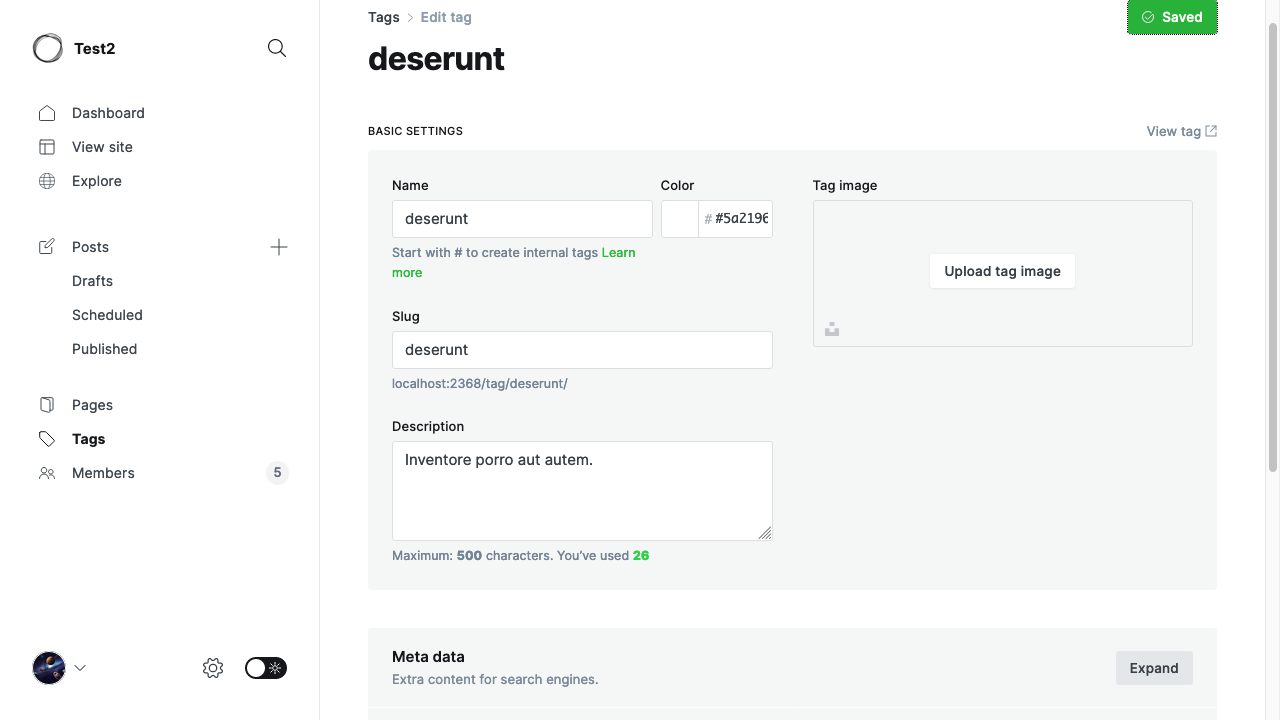 Test2
Dashboard
View site
Explore
Posts
Drafts
Scheduled
Published
Pages
Tags
Members
5
Tags > Edit tag
Saved
deserunt
BASIC SETTINGS
View tag
Name
deserunt
Start with # to create internal tags Learn
more
Color
# #5a2196
Slug
deserunt
localhost:2368/tag/deserunt/
Description
Inventore porro aut autem.
Maximum: 500 characters. You’ve used 26
Tag image
Upload tag image
Meta data
Extra content for search engines.
Expand